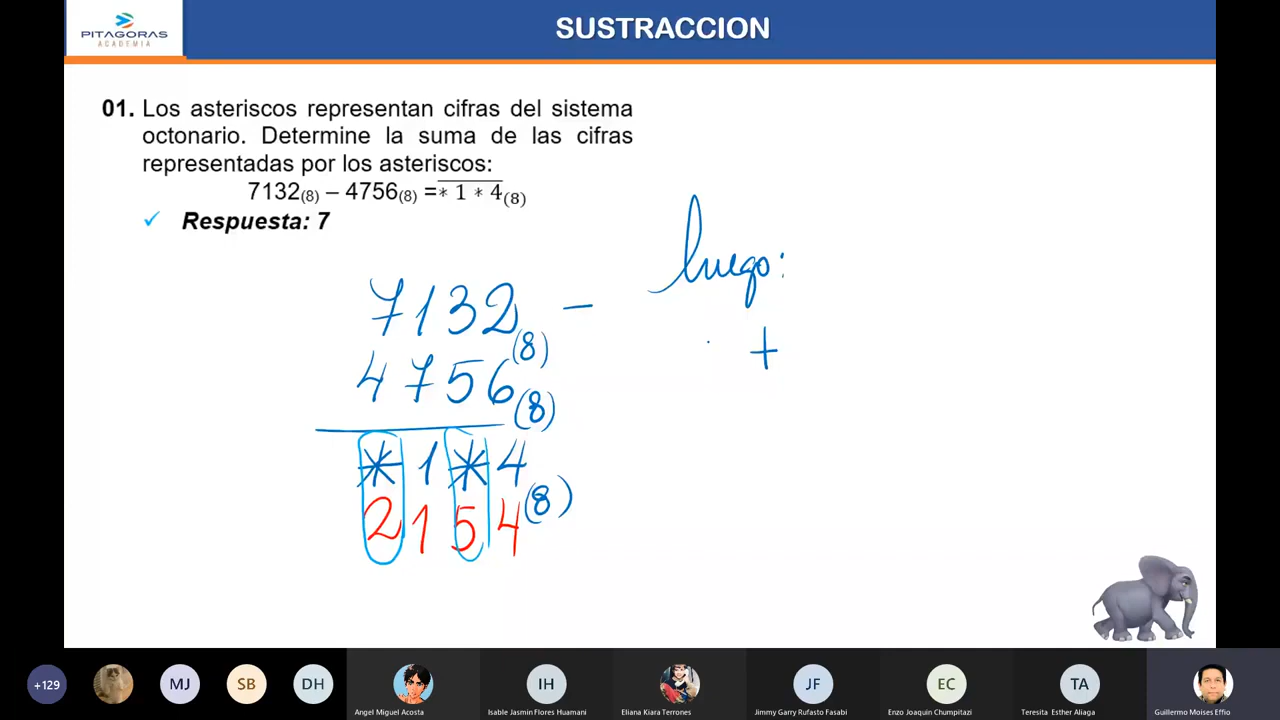 PITAGORAS
ACADEMIA
SUSTRACCION
01. Los asteriscos representan cifras del sistema
octonario. Determine la suma de las cifras
representadas por los asteriscos:
7132(8) – 4756(8) =* 1 * 4(8)
✓ Respuesta: 7
luego:
7132(8) –
4756(8)
+
*1*4
2154(8)
+129
MJ
SB
DH
IH
JF
EC
TA
Angel Miguel Acosta
Isable Jasmin Flores Huamani
Eliana Kiara Terrones
Jimmy Garry Rufasto Fasabi
Enzo Joaquin Chumpitazi
Teresita Esther Aliaga
Guillermo Moises Effio